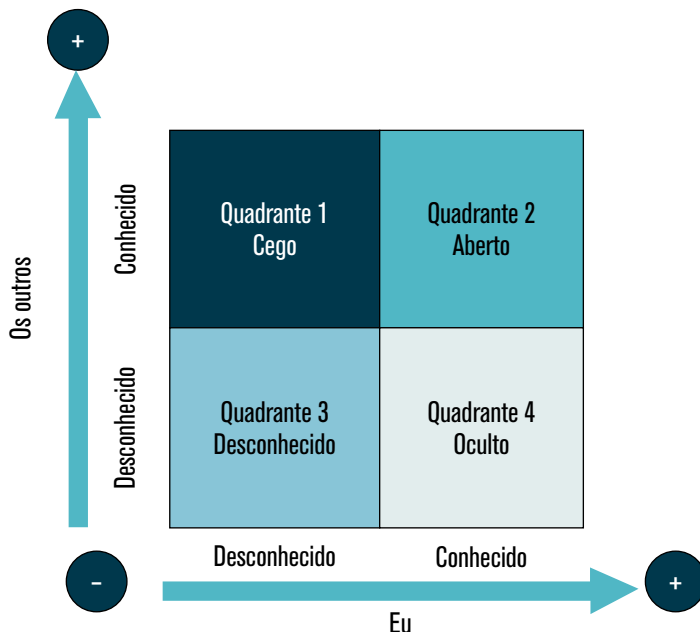 +
Os outros
Conhecido
Quadrante 1
Cego
Quadrante 2
Aberto
Desconhecido
Quadrante 3
Desconhecido
Quadrante 4
Oculto
Desconhecido
Conhecido
-
+
Eu